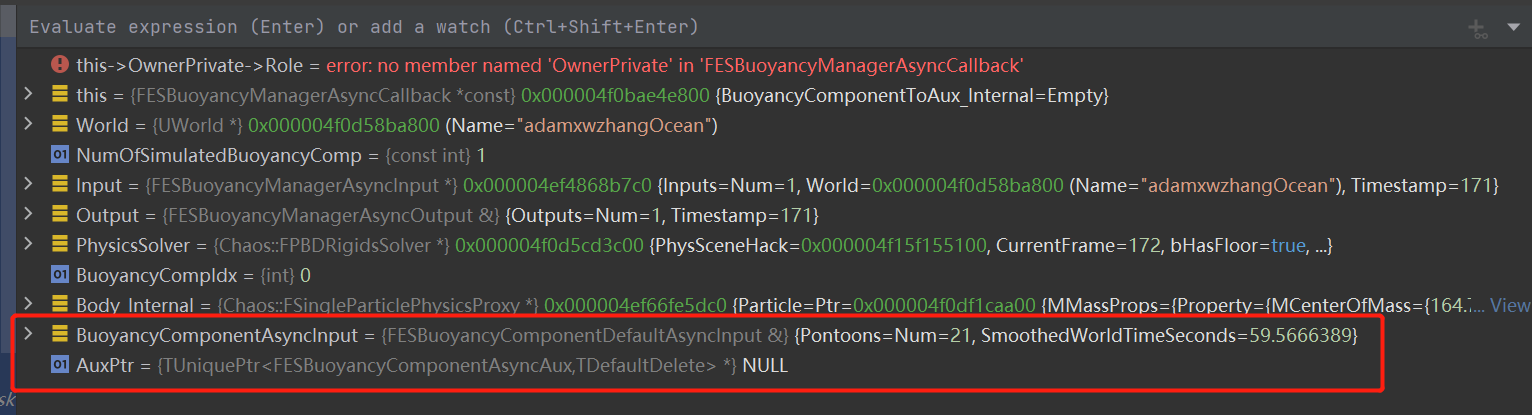 Evaluate expression (Enter) or add a watch (Ctrl+Shift+Enter)
this->OwnerPrivate->Role = error: no member named 'OwnerPrivate' in 'FESBuoyancyManagerAsyncCallback'
this = {FESBuoyancyManagerAsyncCallback *const} 0x000004f0bae4e800 {BuoyancyComponentToAux_Internal=Empty}
World = {UWorld *} 0x000004f0d58ba800 (Name="adamxwzhangOcean")
01 NumOfSimulatedBuoyancyComp = {const int} 1
Input = {FESBuoyancyManagerAsyncInput *} 0x000004ef4868b7c0 {Inputs=Num=1, World=0x000004f0d58ba800 (Name="adamxwzhangOcean"), Timestamp=171}
Output = {FESBuoyancyManagerAsyncOutput &} {Outputs=Num=1, Timestamp=171}
PhysicsSolver = {Chaos::FPBDRigidsSolver *} 0x000004f0d5cd3c00 {PhysSceneHack=0x000004f15f155100, CurrentFrame=172, bHasFloor=true, ...}
01 BuoyancyCompIdx = {int} 0
Body_Internal = {Chaos::FSingleParticlePhysicsProxy *} 0x000004ef66fe5dc0 {Particle=Ptr=0x000004f0df1caa00 {MMassProps={Property={MCenterOfMass={164.... View
BuoyancyComponentAsyncInput = {FESBuoyancyComponentDefaultAsyncInput &} {Pontoons=Num=21, SmoothedWorldTimeSeconds=59.5666389}
01 AuxPtr = {TUniquePtr<FESBuoyancyComponentAsyncAux,TDefaultDelete> *} NULL
sk